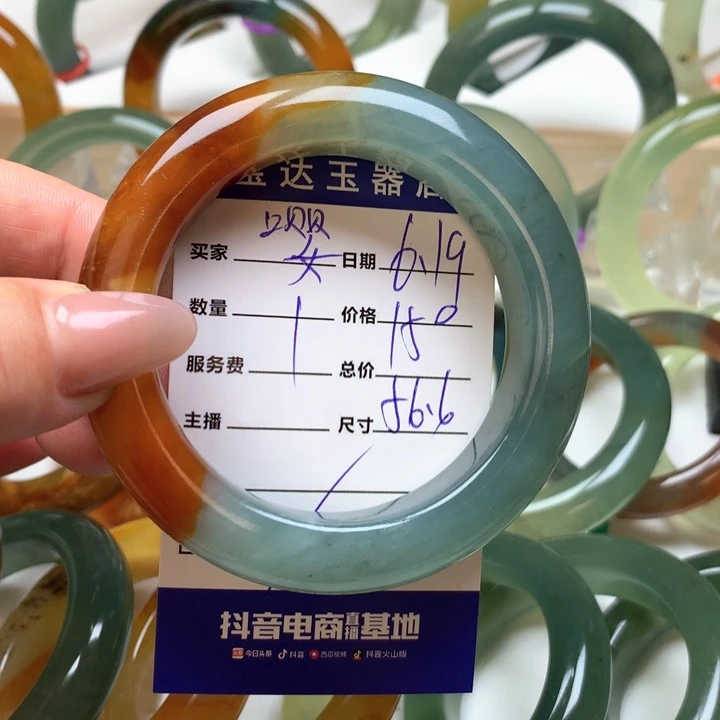 达玉器
买家 日期 6.19
数量 1 价格 150
服务费 总价
主播 尺寸 56.6
抖音电商直播基地
今日头条 抖音 西瓜视频 抖音火山版